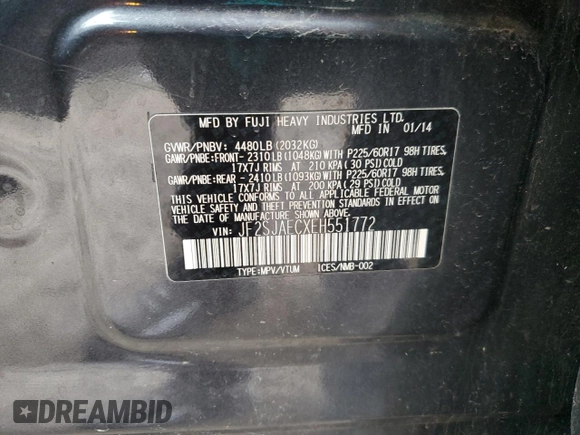 MFD BY FUJI HEAVY INDUSTRIES LTD.
MFD IN 01/14
GVWR/PNBV: 4480LB(2032KG)
GAWR/PNBE:FRONT-2310LB(1048KG)WITH P225/60R17 98H TIRES,
17X7J RIMS AT 210 KPA(30 PSI)COLD
GAWR/PNBE:REAR -2410LB(1093KG)WITH P225/60R17 98H TIRES,
17X7J RIMS AT 200 KPA(29 PSI)COLD
THIS VEHICLE CONFORMS TO ALL APPLICABLE FEDERAL MOTOR
VEHICLE SAFETY AND BUMPER STANDARDS IN EFFECT ON
THE DATE OF MANUFACTURE SHOWN ABOVE.
VIN: JF2SJAECXEH551772
TYPE:MPV/VTUM ICES/NMB-002
DREAMBID